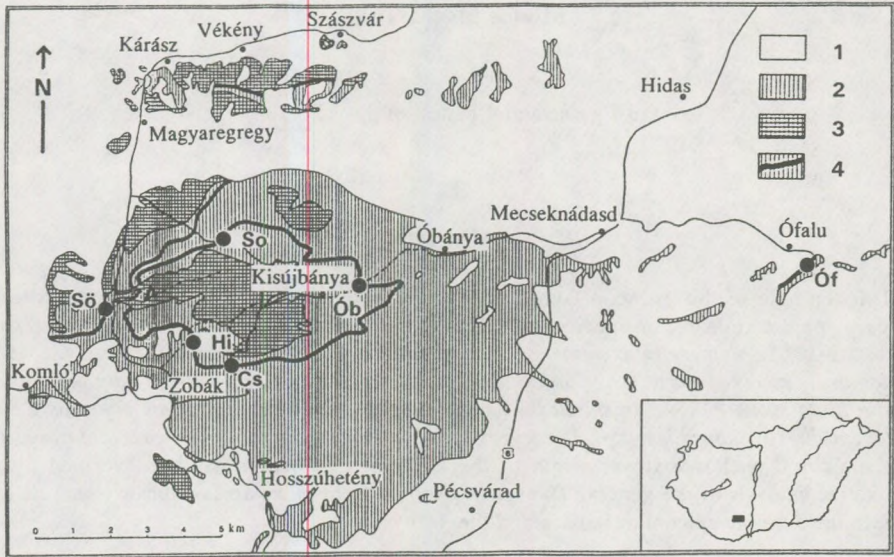 Szászvár
Vékény
Kárász
N
Magyaregregy
Hidas
1
2
3
4
Mecseknádasd
Óbánya
Ófalu
Óf
So
Kisújbánya
Sö
Ób
Hi
Komló
Zobák
Cs
Hosszúhetény
6
Pécsvárad
0 1 2 3 4 5 km